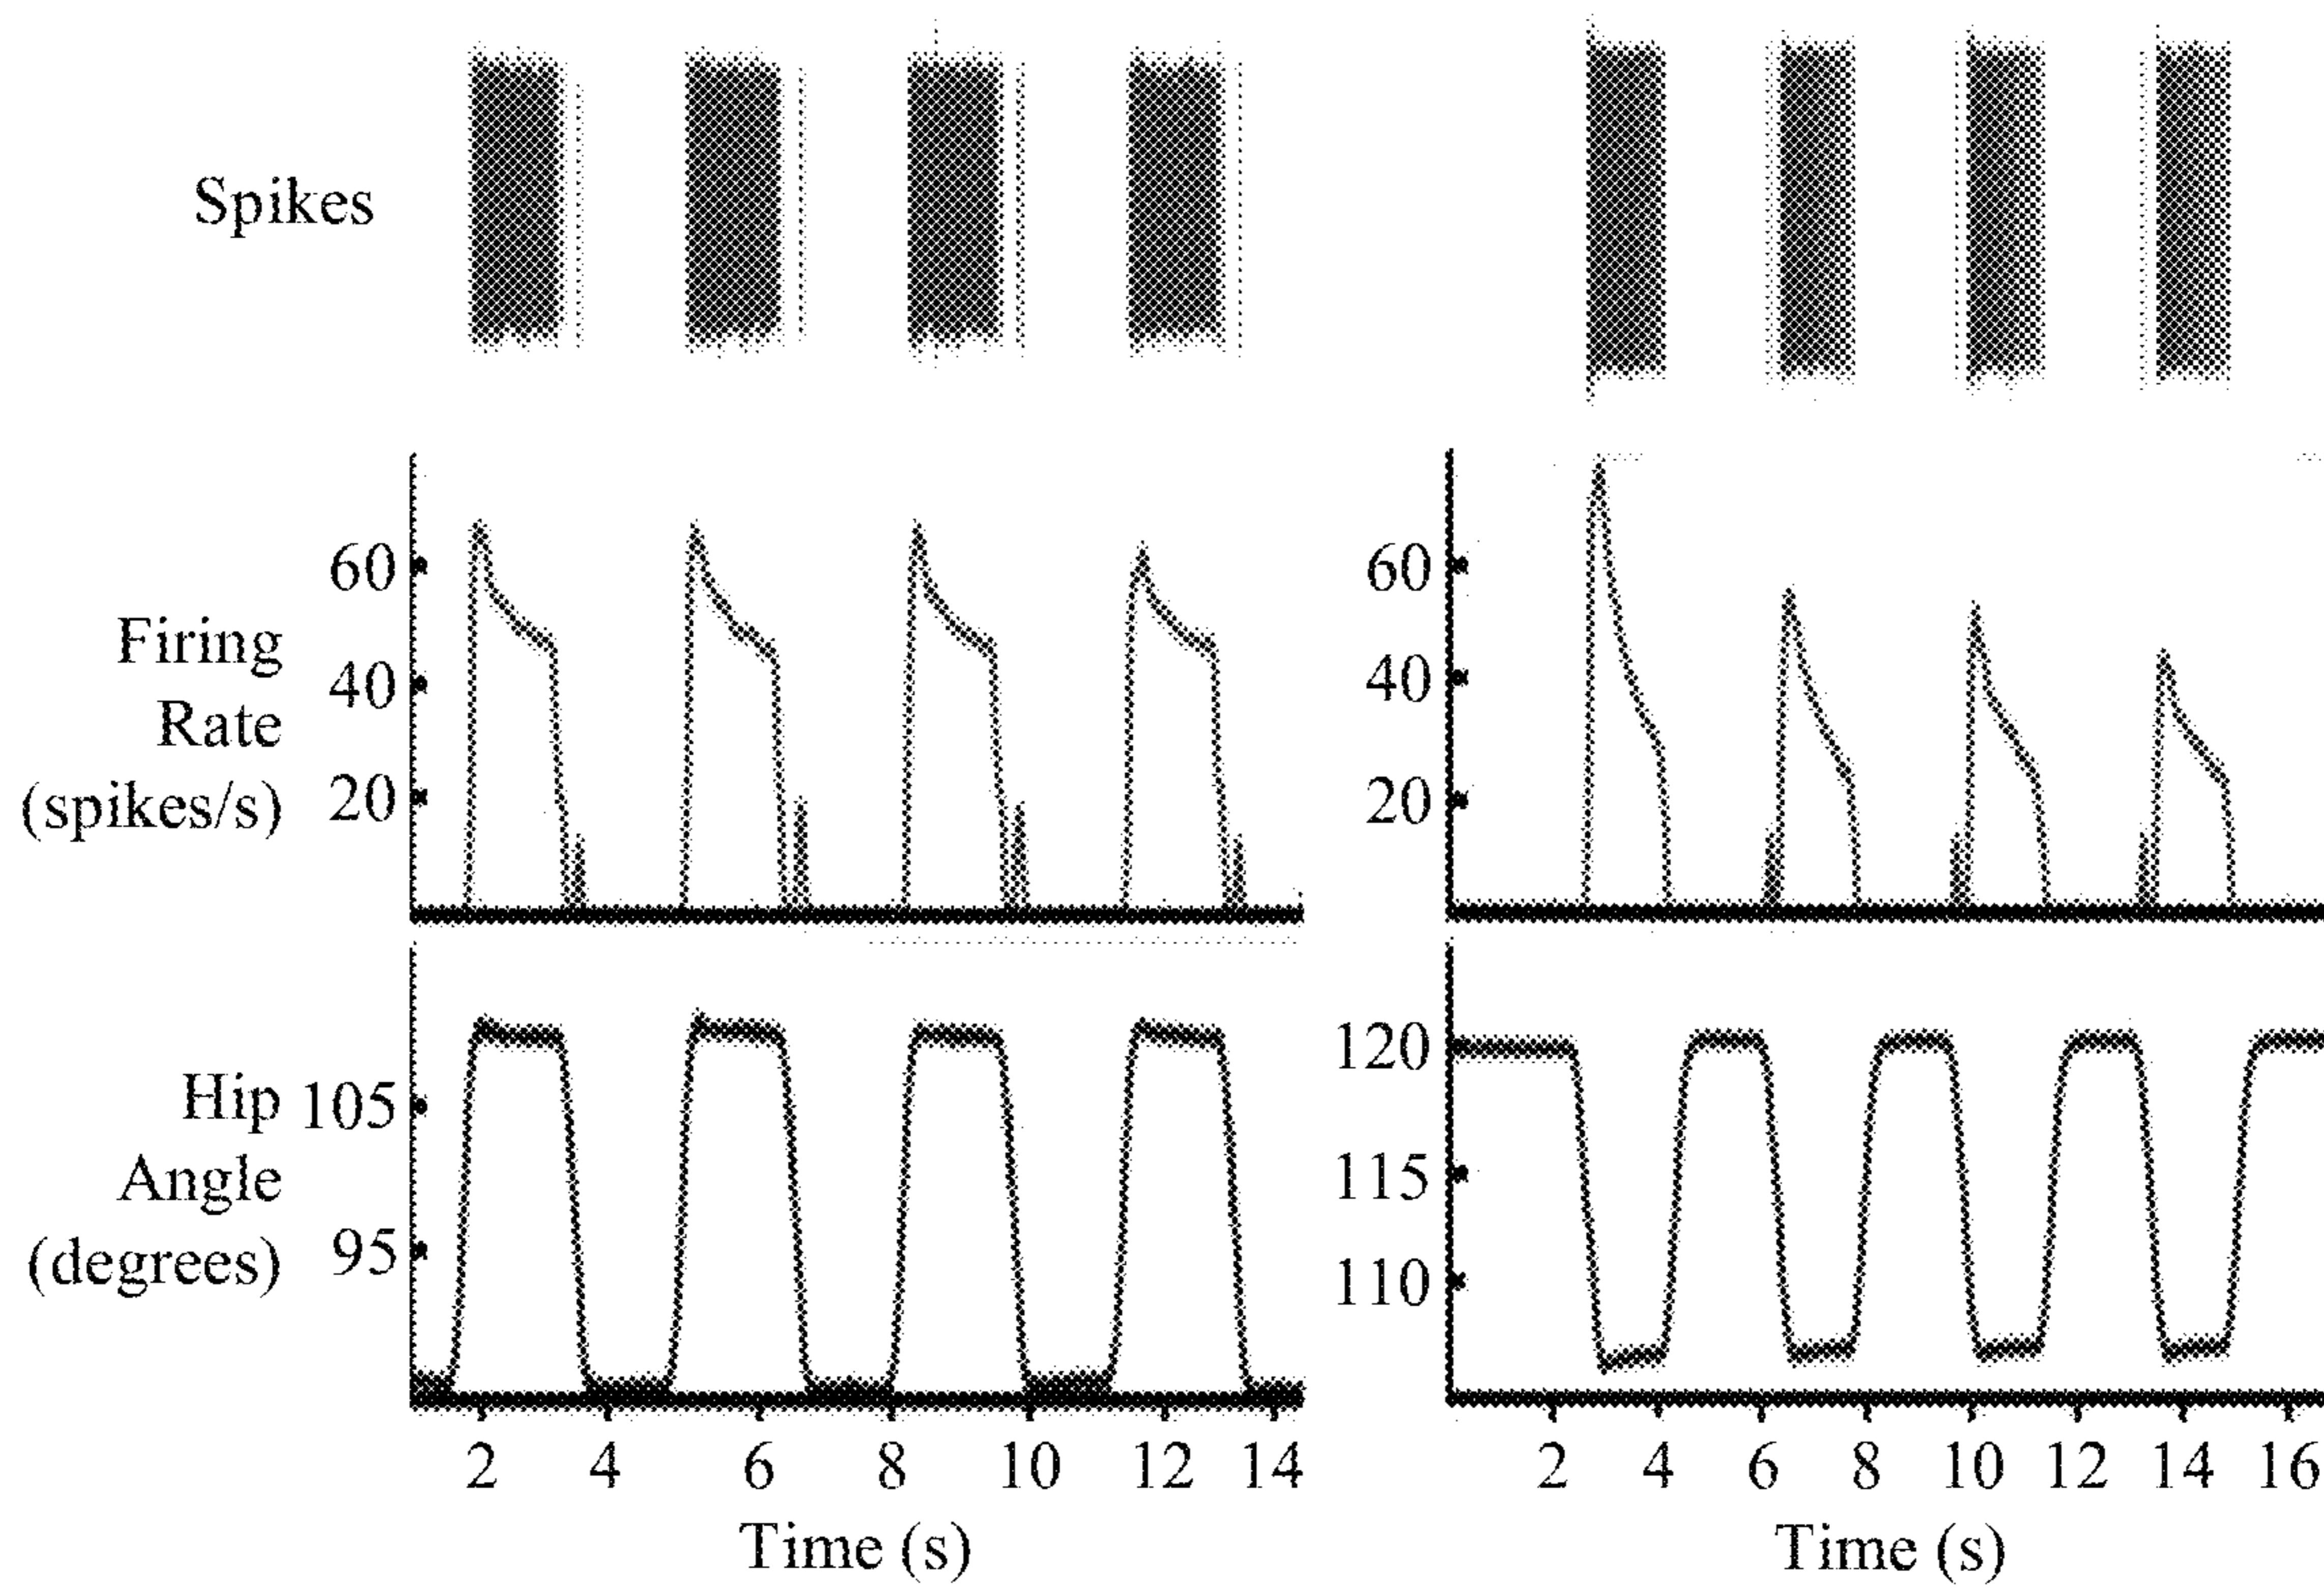 Spikes
Firing
Rate
(spikes/s)
60
40
20
60
40
20
Hip
Angle
(degrees)
105
95
120
115
110
2 4 6 8 10 12 14
Time (s)
2 4 6 8 10 12 14 16
Time (s)